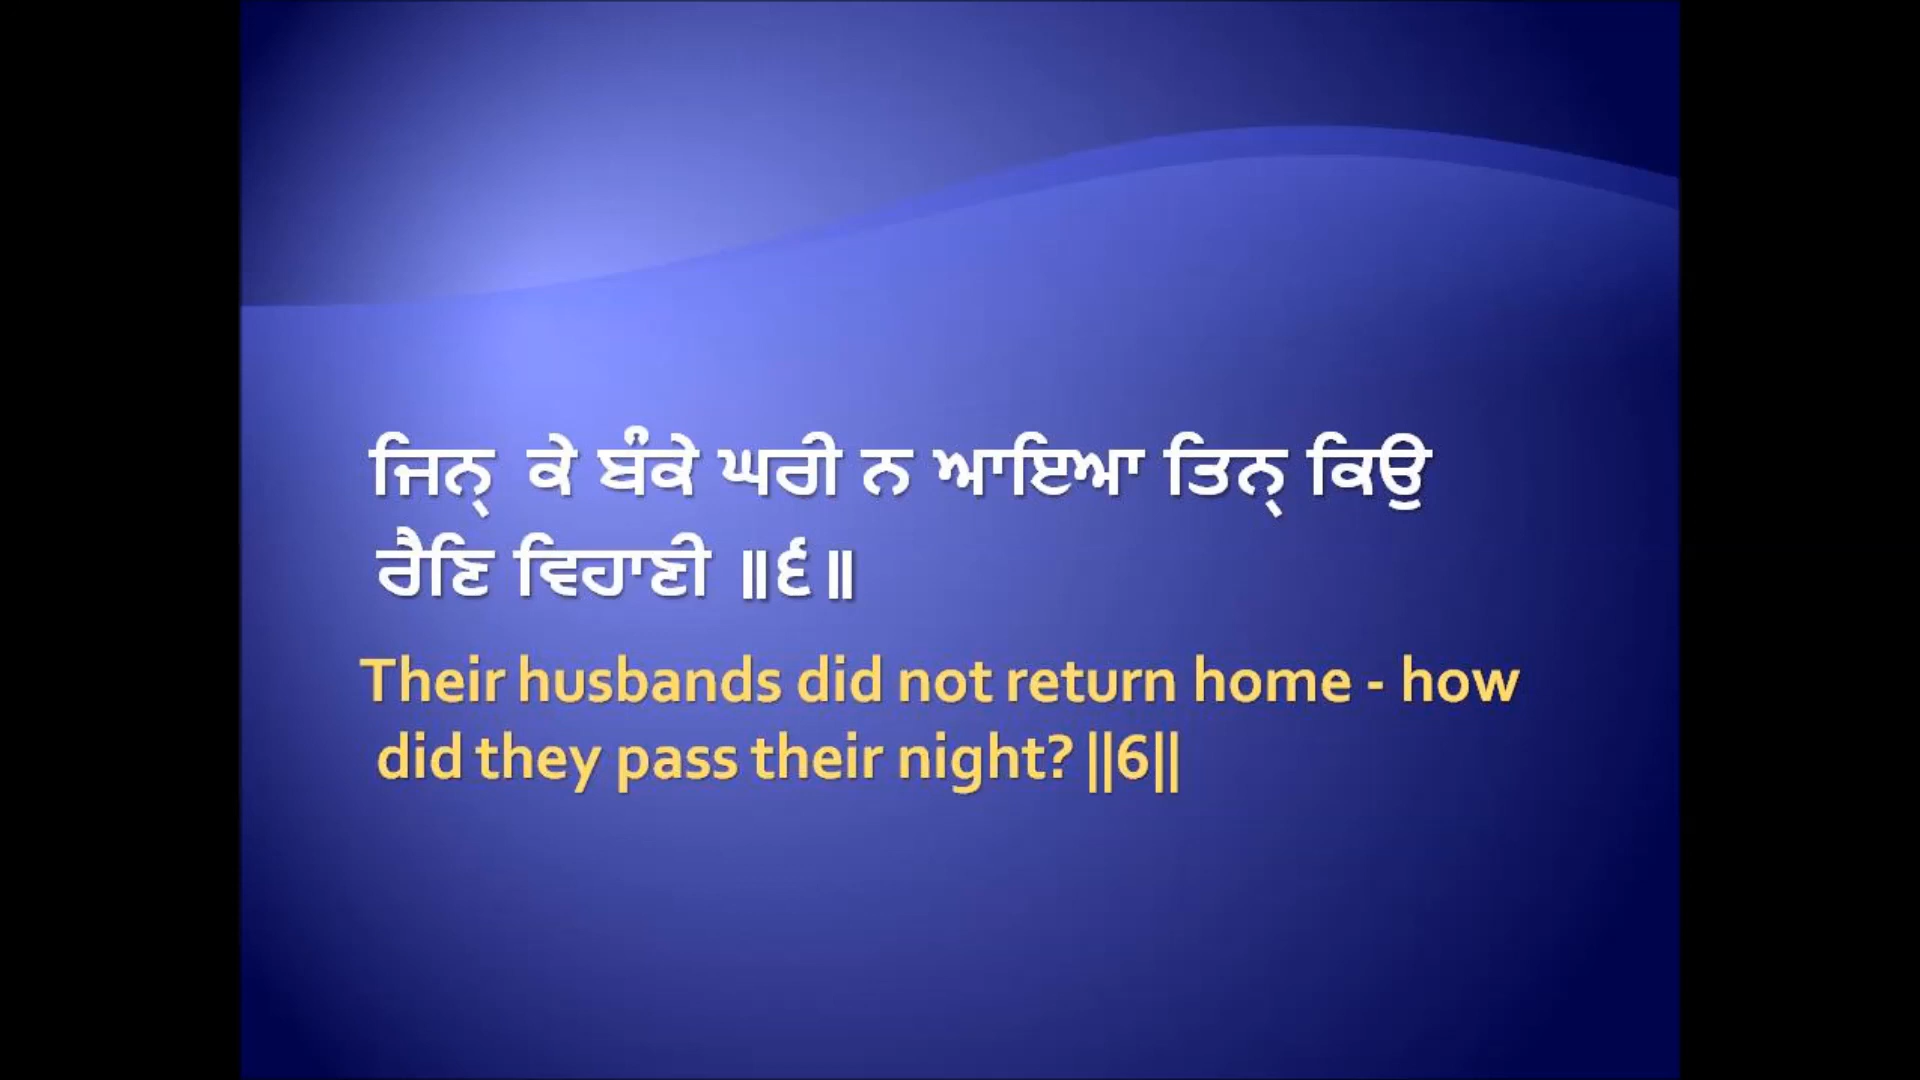 ਜਿਨ੍ ਕੇ ਬੰਕੇ ਘਰੀ ਨ ਆਇਆ ਤਿਨ੍ ਕਿਉ
ਰੈਣਿ ਵਿਹਾਣੀ ॥੬॥
Their husbands did not return home - how
did they pass their night? ||6||